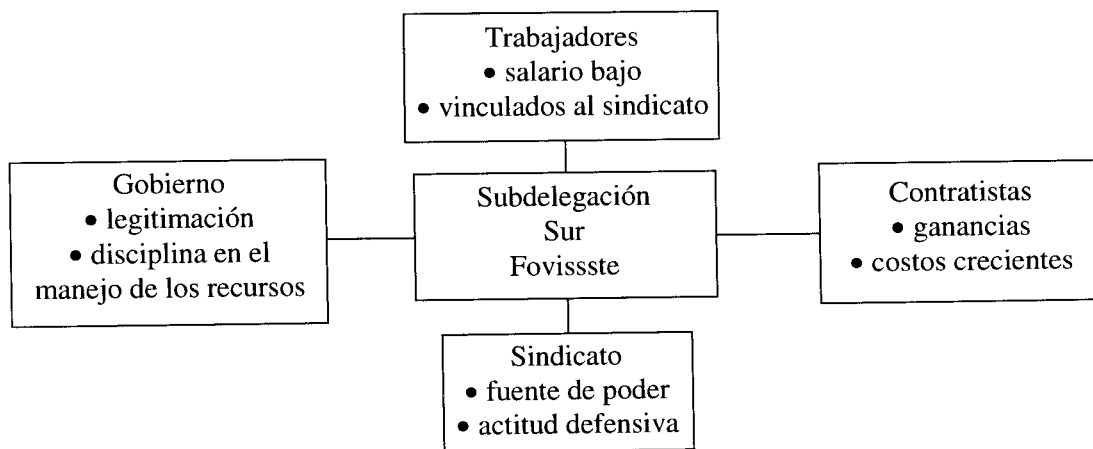 Trabajadores
• salario bajo
• vinculados al sindicato
Gobierno
• legitimación
• disciplina en el
manejo de los recursos
Subdelegación
Sur
Fovissste
Contratistas
• ganancias
• costos crecientes
Sindicato
• fuente de poder
• actitud defensiva